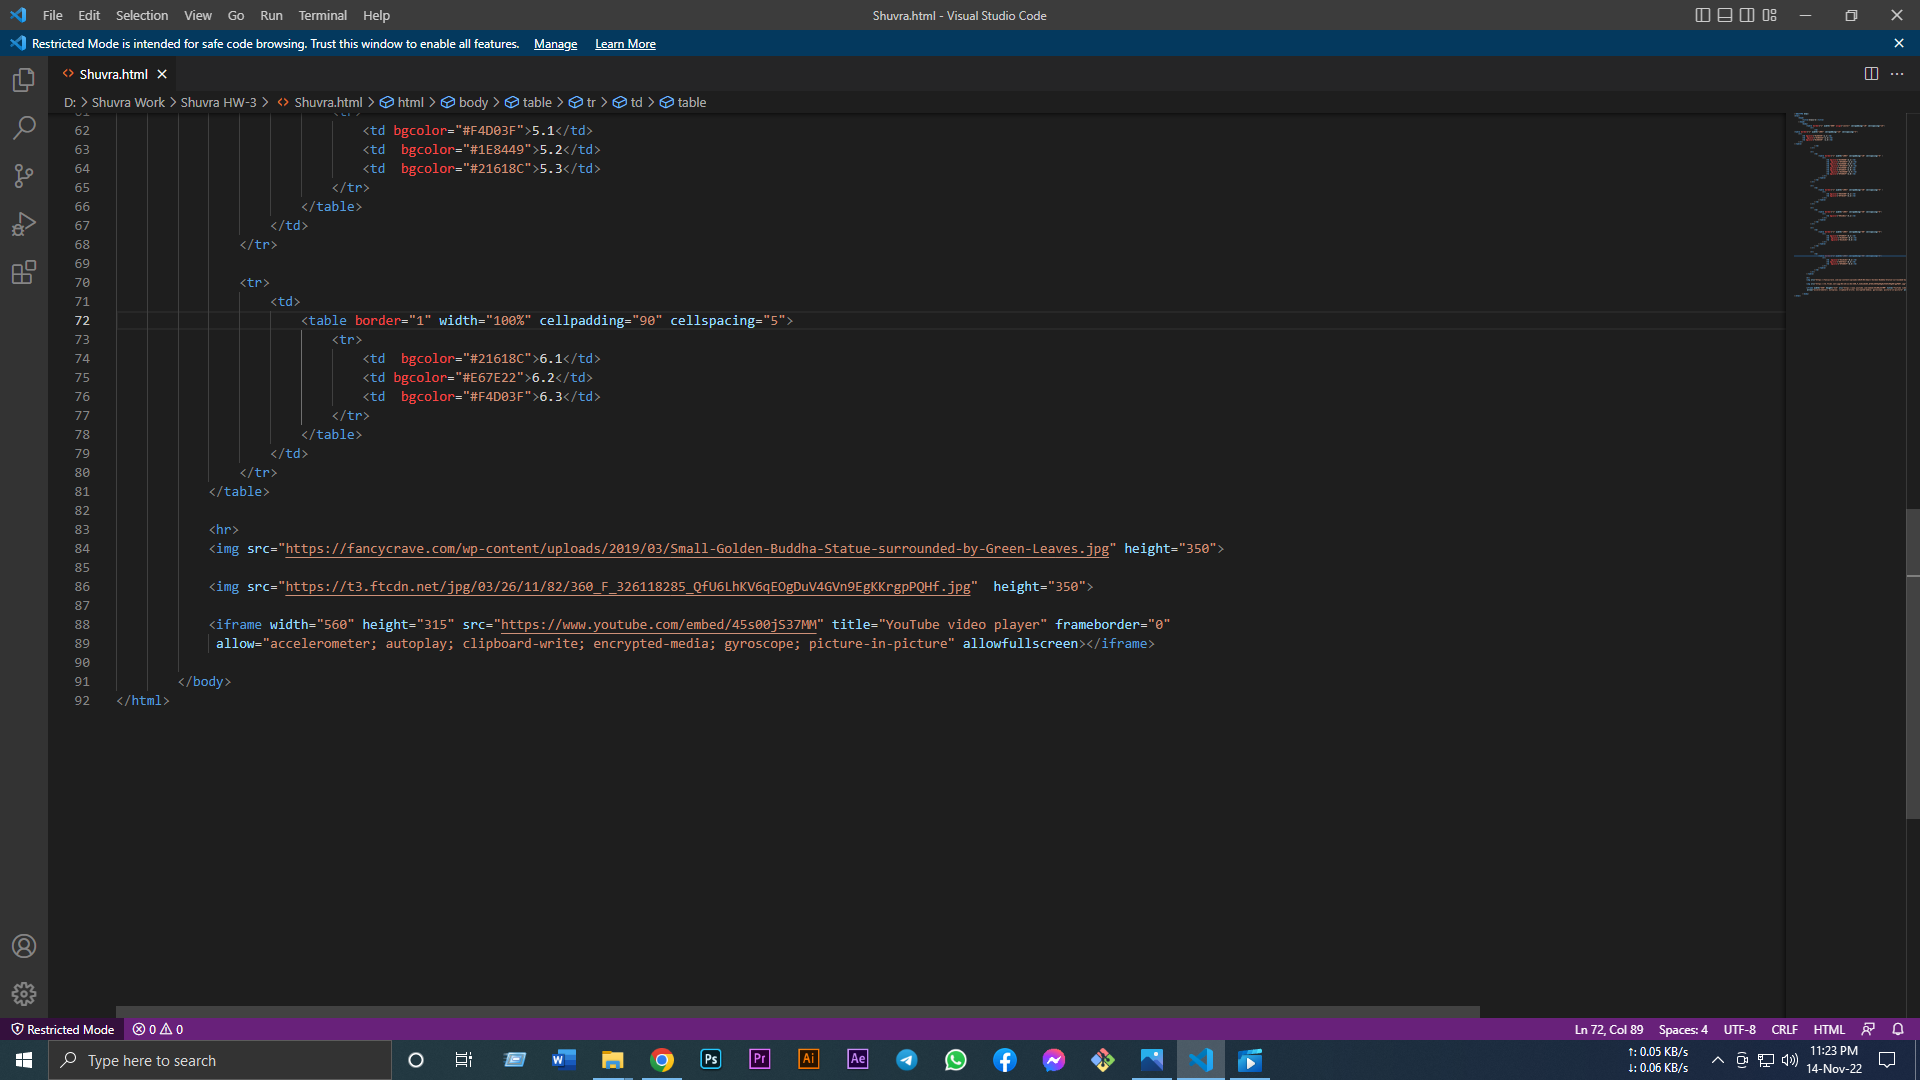 File Edit Selection View Go Run Terminal Help
Shuvra.html - Visual Studio Code
Restricted Mode is intended for safe code browsing. Trust this window to enable all features. Manage Learn More
Shuvra.html
D: > Shuvra Work > Shuvra HW-3 > Shuvra.html > html > body > table > tr > td > table
62 <td bgcolor="#F4D03F">5.1</td>
63 <td  bgcolor="#1E8449">5.2</td>
64 <td  bgcolor="#21618C">5.3</td>
65 </tr>
66 </table>
67 </td>
68 </tr>
69
70 <tr>
71 <td>
72 <table border="1" width="100%" cellpadding="90" cellspacing="5">
73 <tr>
74 <td  bgcolor="#21618C">6.1</td>
75 <td bgcolor="#E67E22">6.2</td>
76 <td  bgcolor="#F4D03F">6.3</td>
77 </tr>
78 </table>
79 </td>
80 </tr>
81 </table>
82
83 <hr>
84 <img src="https://fancycrave.com/wp-content/uploads/2019/03/Small-Golden-Buddha-Statue-surrounded-by-Green-Leaves.jpg" height="350">
85
86 <img src="https://t3.ftcdn.net/jpg/03/26/11/82/360_F_326118285_QfU6LhKV6qEOgDuV4GVn9EgKKrgpPQHf.jpg"  height="350">
87
88 <iframe width="560" height="315" src="https://www.youtube.com/embed/45s00jS37MM" title="YouTube video player" frameborder="0"
89 allow="accelerometer; autoplay; clipboard-write; encrypted-media; gyroscope; picture-in-picture" allowfullscreen></iframe>
90
91 </body>
92 </html>
Restricted Mode 0 0
Ln 72, Col 89 Spaces: 4 UTF-8 CRLF HTML
Type here to search
Ps Pr Ai Ae
↑: 0.05 KB/s
↓: 0.06 KB/s
11:23 PM
14-Nov-22